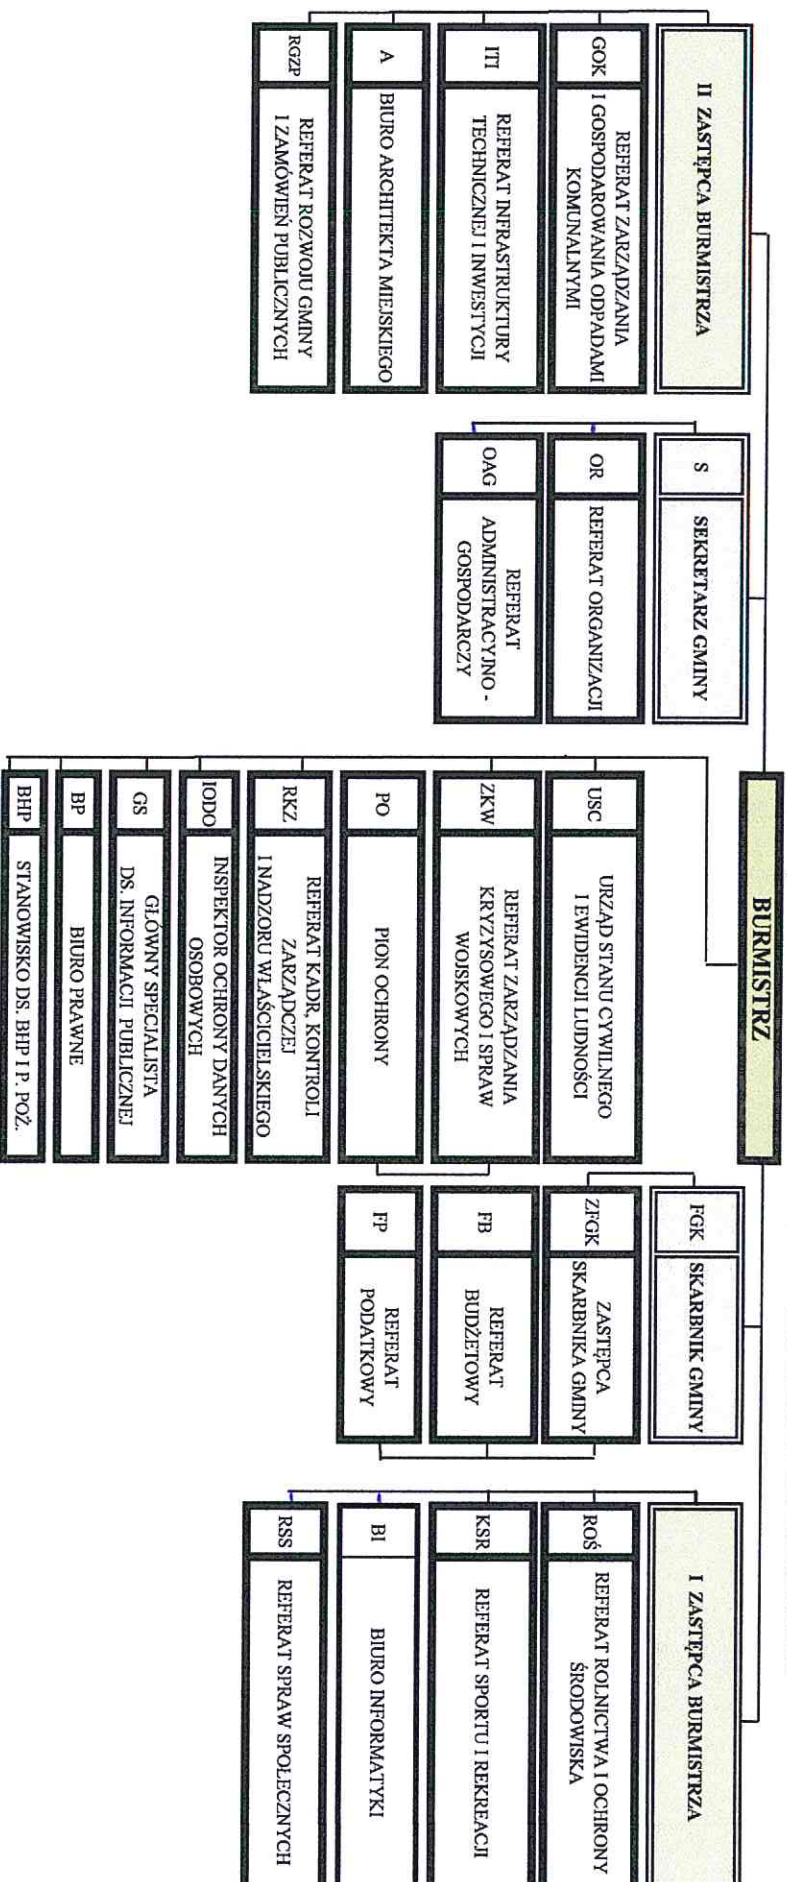 BURMISTRZ
II ZASTĘPCA BURMISTRZA
GOK
REFERAT ZARZĄDZANIA
I GOSPODAROWANIA ODPADAMI
KOMUNALNYMI
ITI
REFERAT INFRASTRUKTURY
TECHNICZNEJ I INWESTYCJI
A
BIURO ARCHITEKTA MIEJSKIEGO
RGZP
REFERAT ROZWOJU GMINY
I ZAMÓWIEŃ PUBLICZNYCH
S
SEKRETARZ GMINY
OR
REFERAT ORGANIZACJI
OAG
REFERAT
ADMINISTRACYJNO -
GOSPODARCZY
USC
URZĄD STANU CYWILNEGO
I EWIDENCJI LUDNOŚCI
ZKW
REFERAT ZARZĄDZANIA
KRYZYSOWEGO I SPRAW
WOJSKOWYCH
PO
PION OCHRONY
RKZ
REFERAT KADR, KONTROLI
ZARZĄDCZEJ
I NADZORU WŁAŚCICIELSKIEGO
IODO
INSPEKTOR OCHRONY DANYCH
OSOBOWYCH
GS
GŁÓWNY SPECJALISTA
DS. INFORMACJI PUBLICZNEJ
BP
BIURO PRAWNE
BHP
STANOWISKO DS. BHP I P. POŻ.
FGK
SKARBNIK GMINY
ZFGK
ZASTĘPCA
SKARBNIKA GMINY
FB
REFERAT
BUDŻETOWY
FP
REFERAT
PODATKOWY
I ZASTĘPCA BURMISTRZA
ROŚ
REFERAT ROLNICTWA I OCHRONY
ŚRODOWISKA
KSR
REFERAT SPORTU I REKREACJI
BI
BIURO INFORMATYKI
RSS
REFERAT SPRAW SPOŁECZNYCH